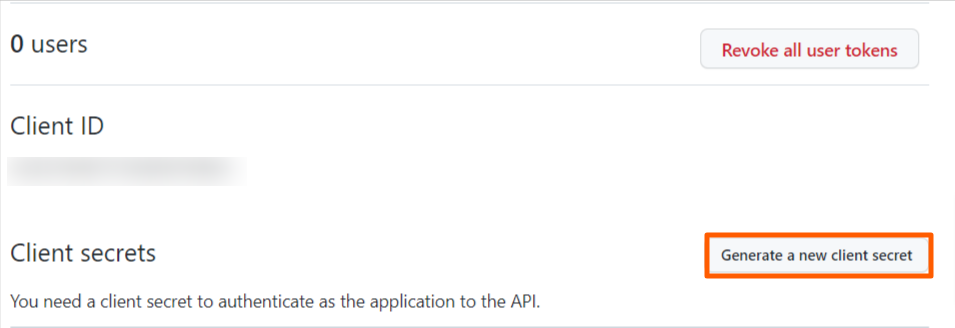 0 users
Revoke all user tokens
Client ID
Client secrets
Generate a new client secret
You need a client secret to authenticate as the application to the API.